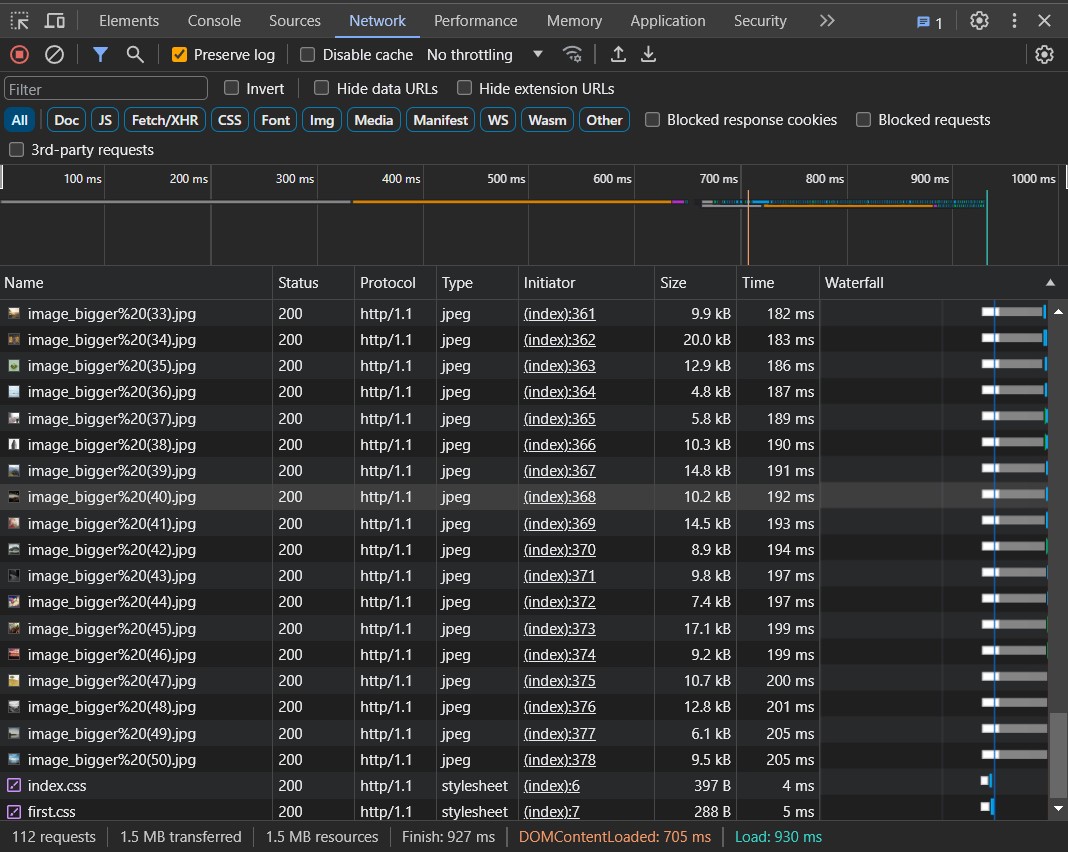 Elements Console Sources Network Performance Memory Application Security 1
Preserve log Disable cache No throttling
Filter Invert Hide data URLs Hide extension URLs
All Doc JS Fetch/XHR CSS Font Img Media Manifest WS Wasm Other Blocked response cookies Blocked requests
3rd-party requests
100 ms 200 ms 300 ms 400 ms 500 ms 600 ms 700 ms 800 ms 900 ms 1000 ms
Name Status Protocol Type Initiator Size Time Waterfall
image_bigger%20(33).jpg 200 http/1.1 jpeg (index):361 9.9 kB 182 ms
image_bigger%20(34).jpg 200 http/1.1 jpeg (index):362 20.0 kB 183 ms
image_bigger%20(35).jpg 200 http/1.1 jpeg (index):363 12.9 kB 186 ms
image_bigger%20(36).jpg 200 http/1.1 jpeg (index):364 4.8 kB 187 ms
image_bigger%20(37).jpg 200 http/1.1 jpeg (index):365 5.8 kB 189 ms
image_bigger%20(38).jpg 200 http/1.1 jpeg (index):366 10.3 kB 190 ms
image_bigger%20(39).jpg 200 http/1.1 jpeg (index):367 14.8 kB 191 ms
image_bigger%20(40).jpg 200 http/1.1 jpeg (index):368 10.2 kB 192 ms
image_bigger%20(41).jpg 200 http/1.1 jpeg (index):369 14.5 kB 193 ms
image_bigger%20(42).jpg 200 http/1.1 jpeg (index):370 8.9 kB 194 ms
image_bigger%20(43).jpg 200 http/1.1 jpeg (index):371 9.8 kB 197 ms
image_bigger%20(44).jpg 200 http/1.1 jpeg (index):372 7.4 kB 197 ms
image_bigger%20(45).jpg 200 http/1.1 jpeg (index):373 17.1 kB 199 ms
image_bigger%20(46).jpg 200 http/1.1 jpeg (index):374 9.2 kB 199 ms
image_bigger%20(47).jpg 200 http/1.1 jpeg (index):375 10.7 kB 200 ms
image_bigger%20(48).jpg 200 http/1.1 jpeg (index):376 12.8 kB 201 ms
image_bigger%20(49).jpg 200 http/1.1 jpeg (index):377 6.1 kB 205 ms
image_bigger%20(50).jpg 200 http/1.1 jpeg (index):378 9.5 kB 205 ms
index.css 200 http/1.1 stylesheet (index):6 397 B 4 ms
first.css 200 http/1.1 stylesheet (index):7 288 B 5 ms
112 requests 1.5 MB transferred 1.5 MB resources Finish: 927 ms DOMContentLoaded: 705 ms Load: 930 ms